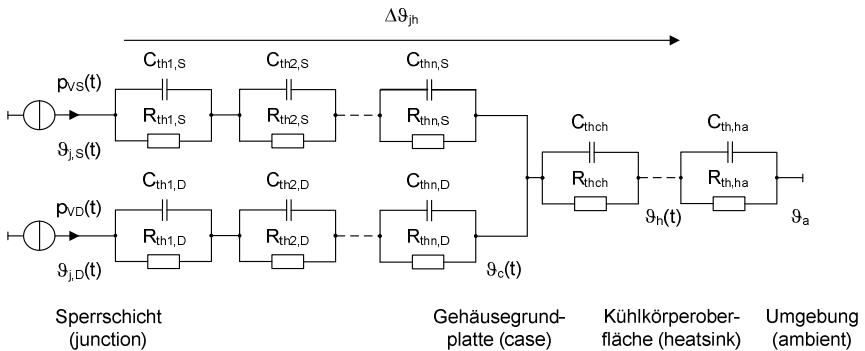 Δϑjh
Cth1,S Cth2,S Cthn,S
pVS(t)
Rth1,S Rth2,S Rthn,S
ϑj,S(t)
Cthch Cth,ha
Rthch Rth,ha
Cth1,D Cth2,D Cthn,D
pVD(t)
ϑh(t) ϑa
Rth1,D Rth2,D Rthn,D
ϑj,D(t) ϑc(t)
Sperrschicht Gehäusegrund- Kühlkörperober- Umgebung
(junction) platte (case) fläche (heatsink) (ambient)